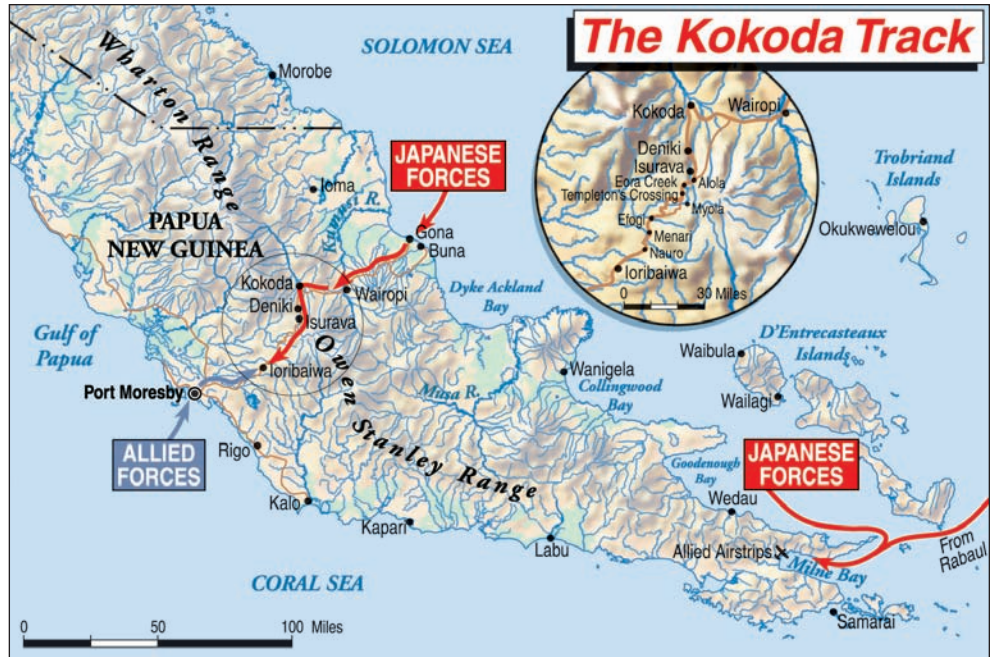 The Kokoda Track
SOLOMON SEA
Wharton Range
Morobe
JAPANESE
FORCES
Ioma
Kumusi R.
PAPUA
NEW GUINEA
Gona
Buna
Kokoda
Wairopi
Deniki
Isurava
Dyke Ackland
Bay
Gulf of
Papua
Ioribaiwa
Owen Stanley Range
Port Moresby
Musa R.
Wanigela
Collingwood
Bay
ALLIED
FORCES
Rigo
Kalo
Kapari
Labu
CORAL SEA
0
50
100 Miles
Kokoda
Wairopi
Deniki
Isurava
Eora Creek
Alola
Templeton's Crossing
Myola
Efogi
Menari
Nauro
Ioribaiwa
0
30 Miles
Trobriand
Islands
Okukwewelou
D'Entrecasteaux
Islands
Waibula
Wailagi
Goodenough
Bay
JAPANESE
FORCES
Wedau
Allied Airstrips
Milne Bay
From
Rabaul
Samarai